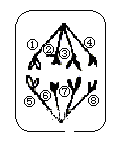 ① ② ③ ④
⑤ ⑥ ⑦ ⑧